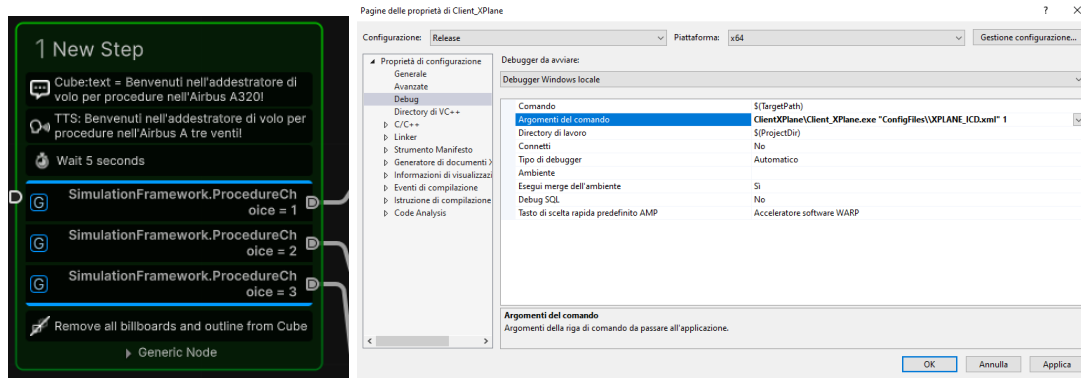 1 New Step
Cube:text = Benvenuti nell'addestratore di
volo per procedure nell'Airbus A320!
TTS: Benvenuti nell'addestratore di volo per
procedure nell'Airbus A tre venti!
Wait 5 seconds
SimulationFramework.ProcedureCh
oice = 1
SimulationFramework.ProcedureCh
oice = 2
SimulationFramework.ProcedureCh
oice = 3
Remove all billboards and outline from Cube
Generic Node
Pagine delle proprietà di Client_XPlane
Configurazione: Release Piattaforma: x64 Gestione configurazione...
Proprietà di configurazione
Generale
Avanzate
Debug
Directory di VC++
C/C++
Linker
Strumento Manifesto
Generatore di documenti X
Informazioni di visualizzazi
Eventi di compilazione
Istruzione di compilazione
Code Analysis
Debugger da avviare:
Debugger Windows locale
Comando $(TargetPath)
Argomenti del comando ClientXPlane\Client_XPlane.exe "ConfigFiles\\XPLANE_ICD.xml" 1
Directory di lavoro $(ProjectDir)
Connetti No
Tipo di debugger Automatico
Ambiente
Esegui merge dell'ambiente Sì
Debug SQL No
Tasto di scelta rapida predefinito AMP Acceleratore software WARP
Argomenti del comando
Argomenti della riga di comando da passare all'applicazione.
OK Annulla Applica